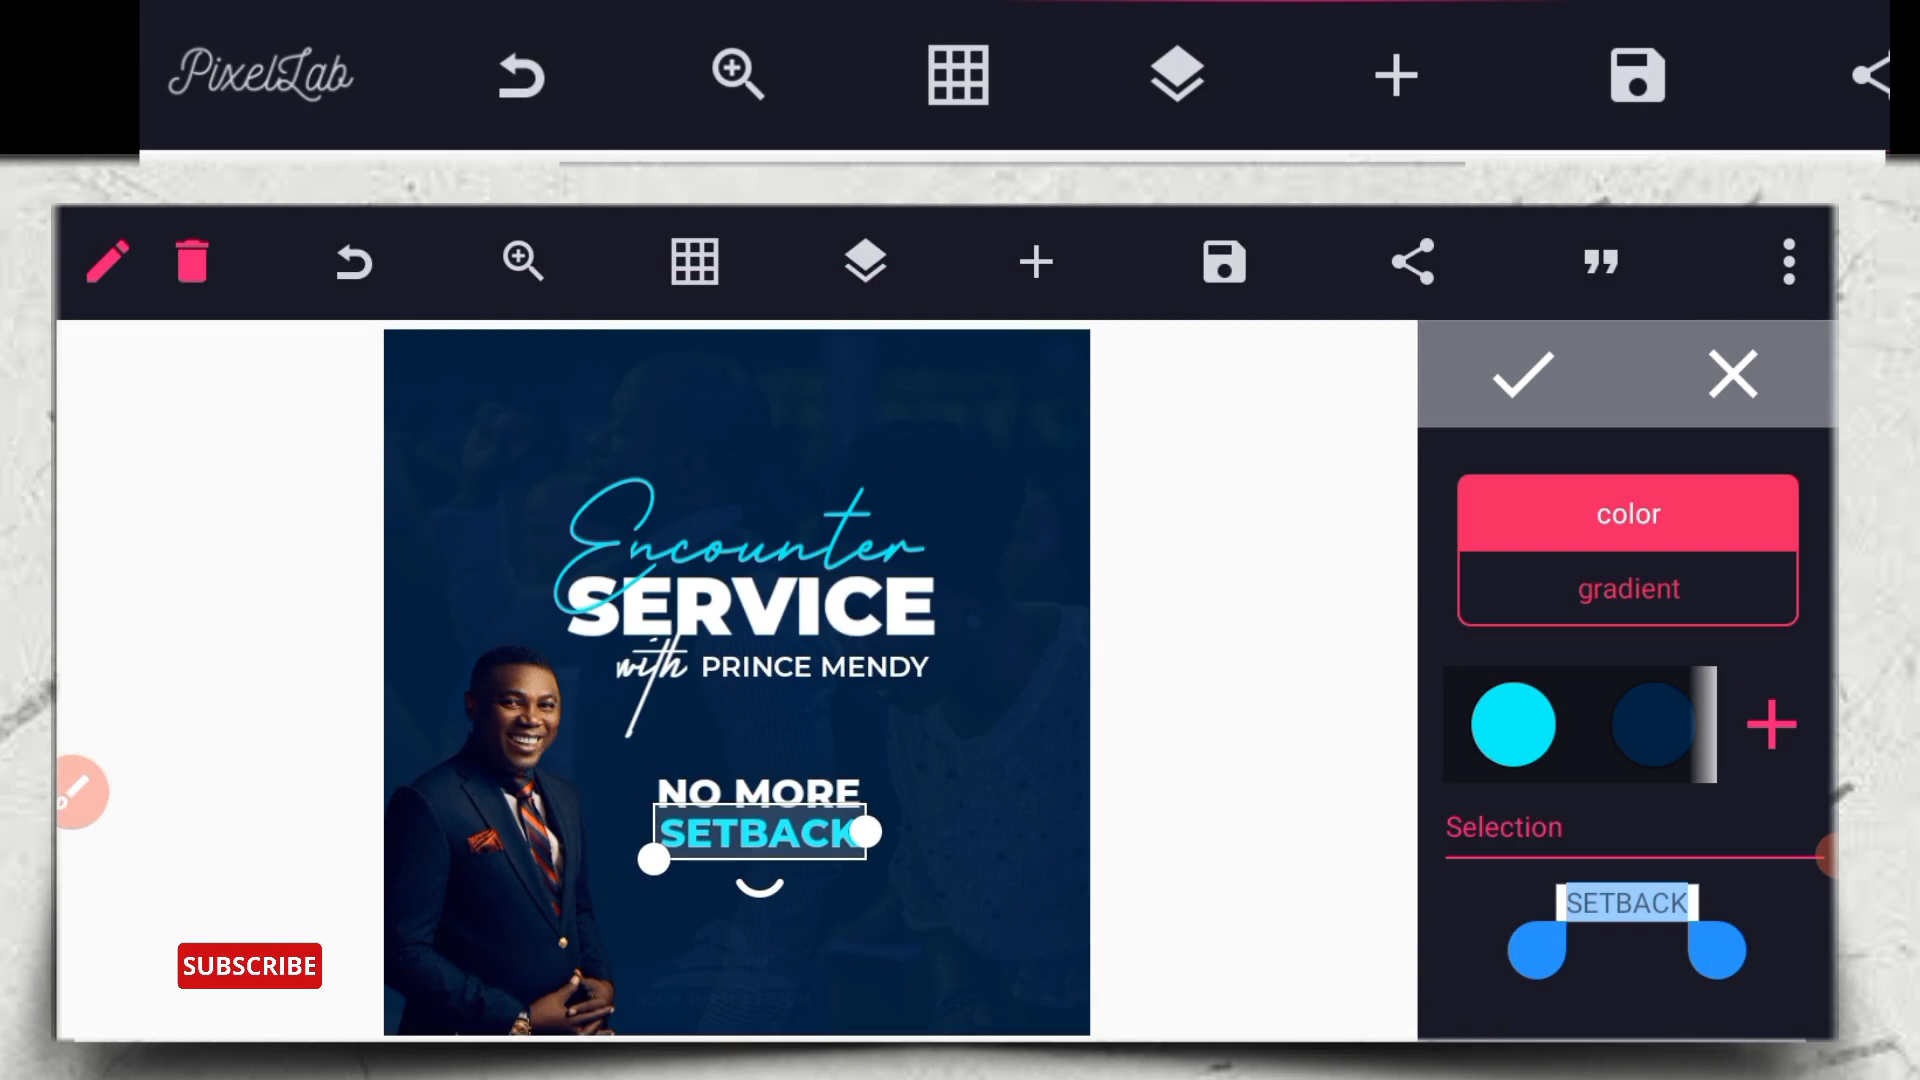 PixelLab
color
gradient
Encounter
SERVICE
with PRINCE MENDY
NO MORE
SETBACK
Selection
SETBACK
SUBSCRIBE